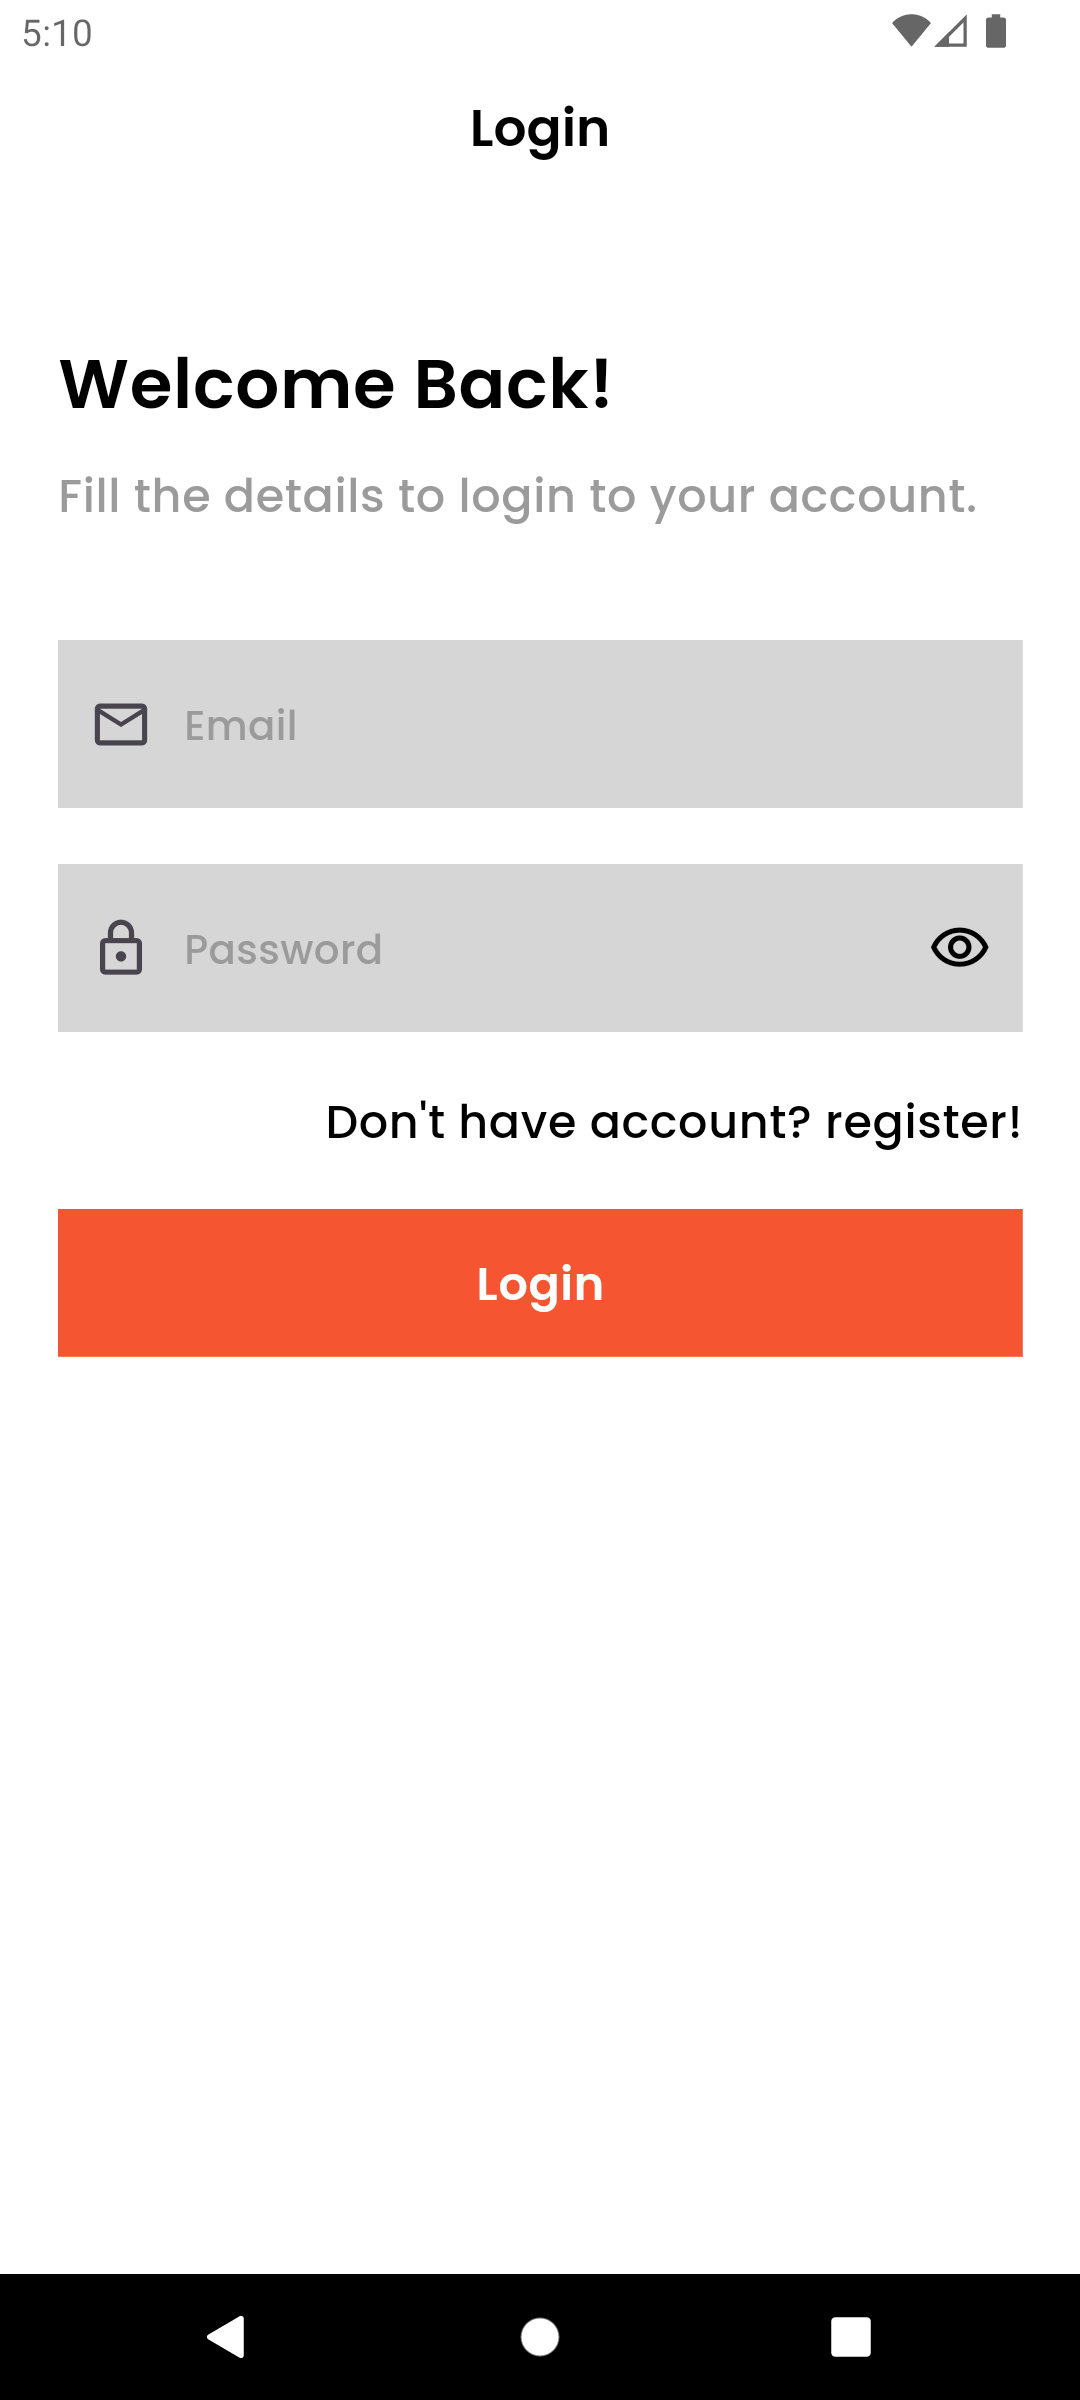 5:10
Login
Welcome Back!
Fill the details to login to your account.
Email
Password
Don't have account? register!
Login